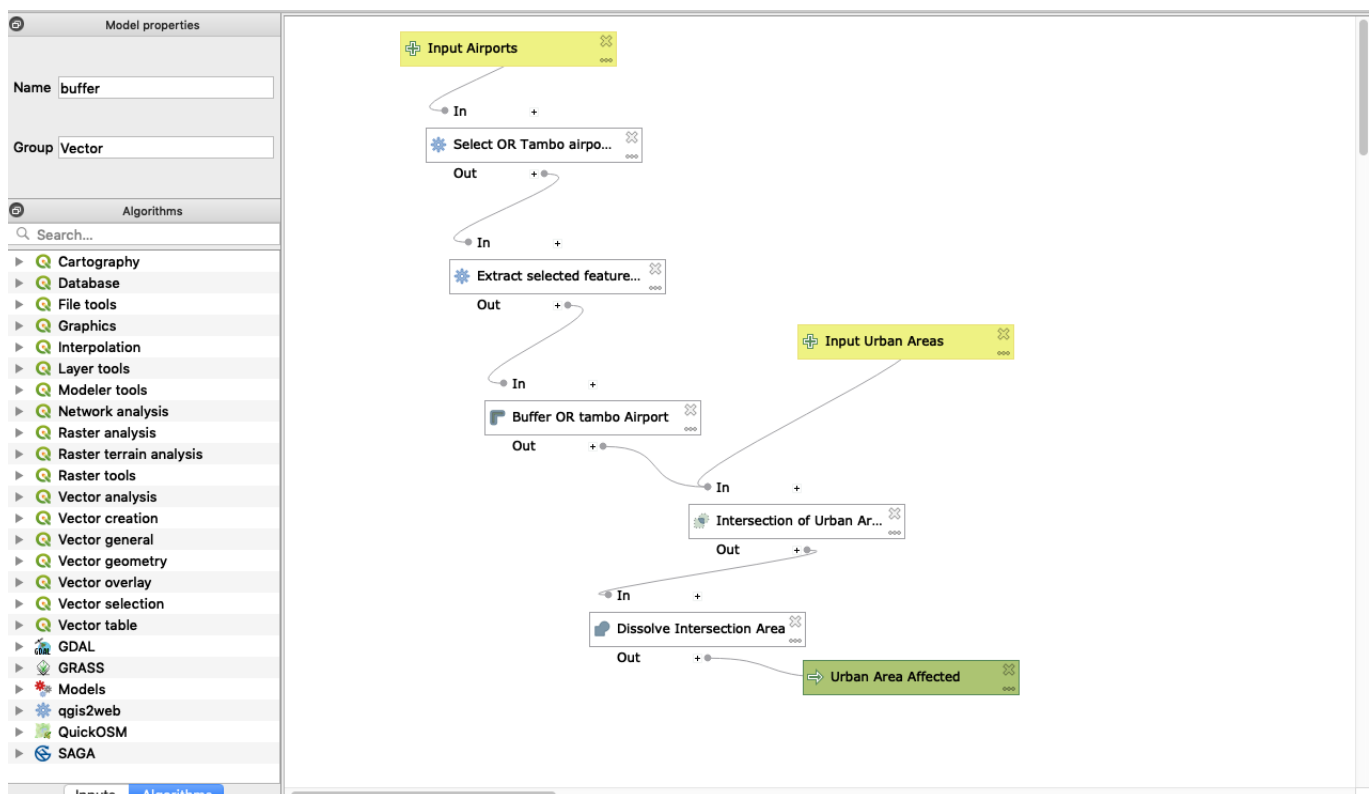 Model properties
Name buffer
Group Vector
Algorithms
Search...
Cartography
Database
File tools
Graphics
Interpolation
Layer tools
Modeler tools
Network analysis
Raster analysis
Raster terrain analysis
Raster tools
Vector analysis
Vector creation
Vector general
Vector geometry
Vector overlay
Vector selection
Vector table
GDAL
GRASS
Models
qgis2web
QuickOSM
SAGA
Inputs Algorithms
Input Airports
In +
Select OR Tambo airpo...
Out +
In +
Extract selected feature...
Out +
Input Urban Areas
In +
Buffer OR tambo Airport
Out +
In +
Intersection of Urban Ar...
Out +
In +
Dissolve Intersection Area
Out +
Urban Area Affected